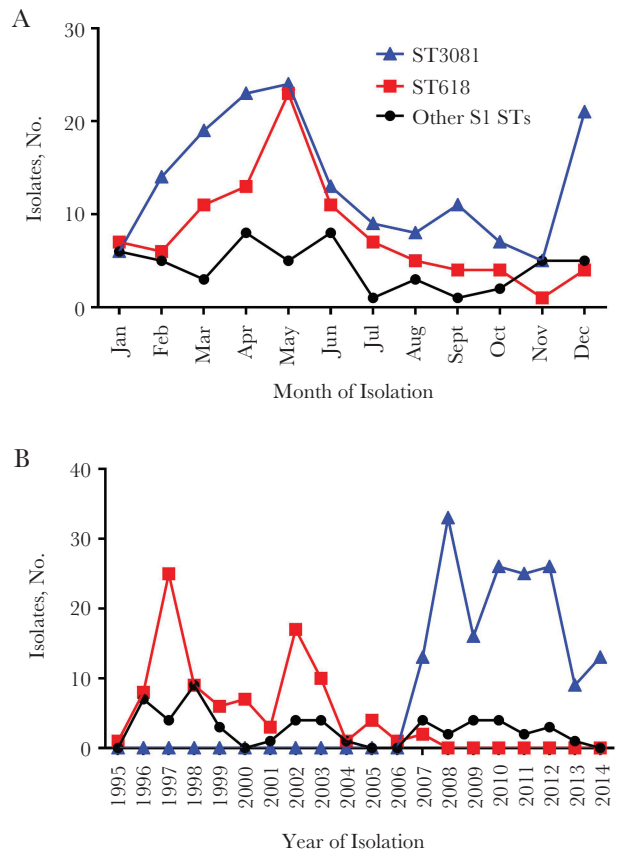 A
30
20
10
0
Isolates, No.
ST3081
ST618
Other S1 STs
Jan
Feb
Mar
Apr
May
Jun
Jul
Aug
Sept
Oct
Nov
Dec
Month of Isolation
B
40
30
20
10
0
Isolates, No.
1995
1996
1997
1998
1999
2000
2001
2002
2003
2004
2005
2006
2007
2008
2009
2010
2011
2012
2013
2014
Year of Isolation